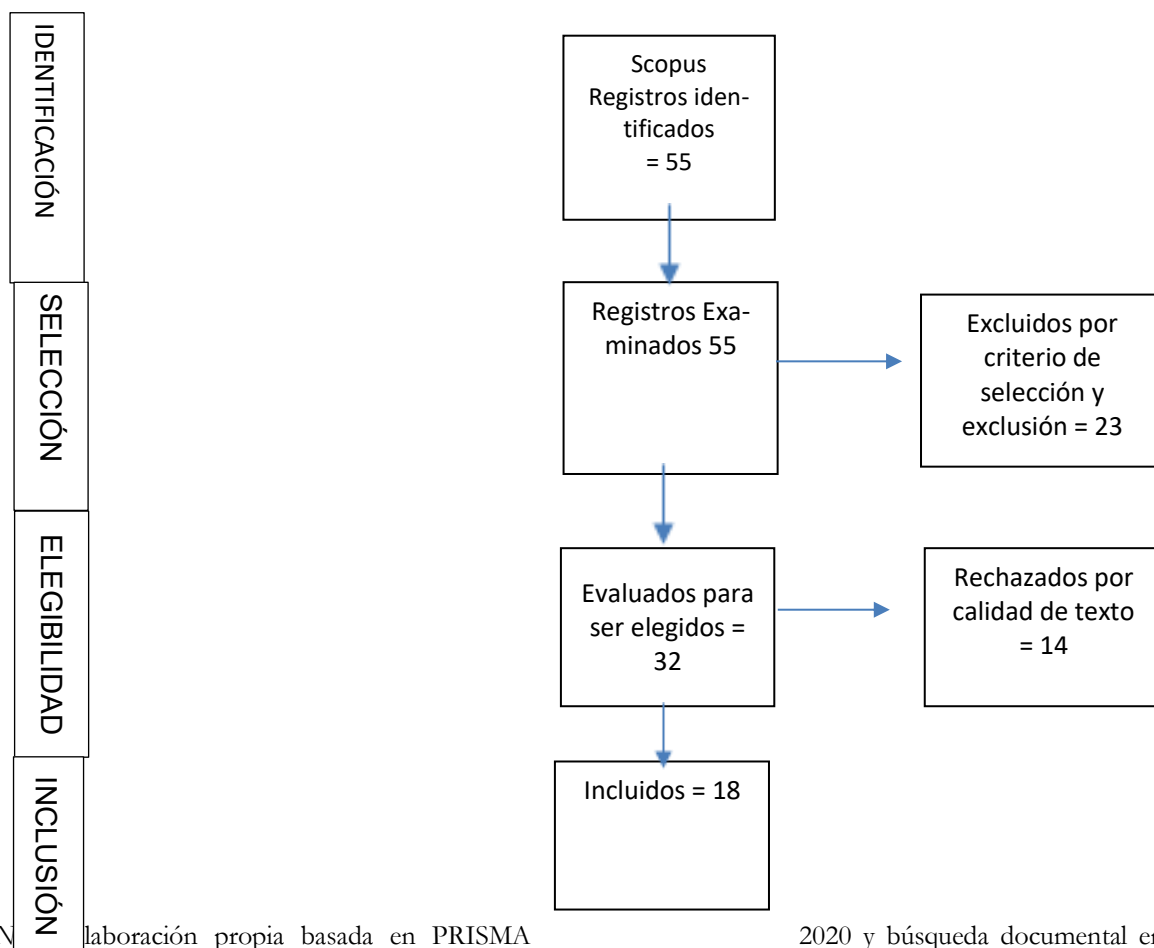 IDENTIFICACIÓN
Scopus
Registros iden-
tificados
= 55
SELECCIÓN
Registros Exa-
minados 55
Excluidos por
criterio de
selección y
exclusión = 23
ELEGIBILIDAD
Evaluados para
ser elegidos =
32
Rechazados por
calidad de texto
= 14
INCLUSIÓN
Incluidos = 18
laboración propia basada en PRISMA 2020 y búsqueda documental en